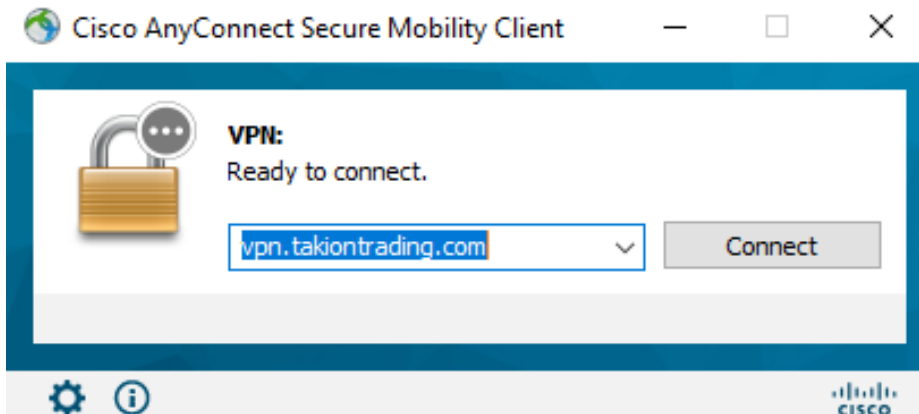 Cisco AnyConnect Secure Mobility Client
VPN:
Ready to connect.
vpn.takiontrading.com
Connect
cisco